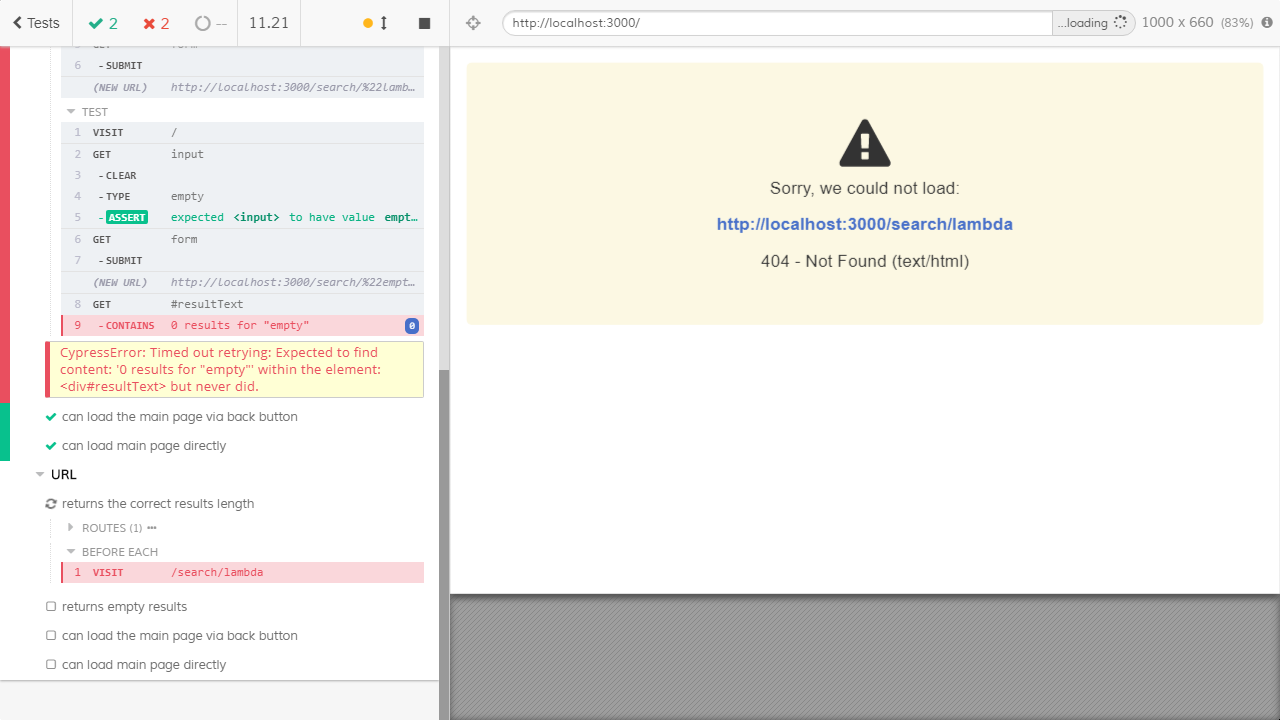 Tests 2 2 -- 11.21
6 -SUBMIT
(NEW URL) http://localhost:3000/search/%22lamb…
TEST
1 VISIT /
2 GET input
3 -CLEAR
4 -TYPE empty
5 -ASSERT expected <input> to have value empt…
6 GET form
7 -SUBMIT
(NEW URL) http://localhost:3000/search/%22empt…
8 GET #resultText
9 -CONTAINS 0 results for "empty" 0
CypressError: Timed out retrying: Expected to find
content: '0 results for "empty"' within the element:
<div#resultText> but never did.
can load the main page via back button
can load main page directly
URL
returns the correct results length
ROUTES (1) •••
BEFORE EACH
1 VISIT /search/lambda
returns empty results
can load the main page via back button
can load main page directly
http://localhost:3000/ ...loading 1000 x 660 (83%)
Sorry, we could not load:
http://localhost:3000/search/lambda
404 - Not Found (text/html)